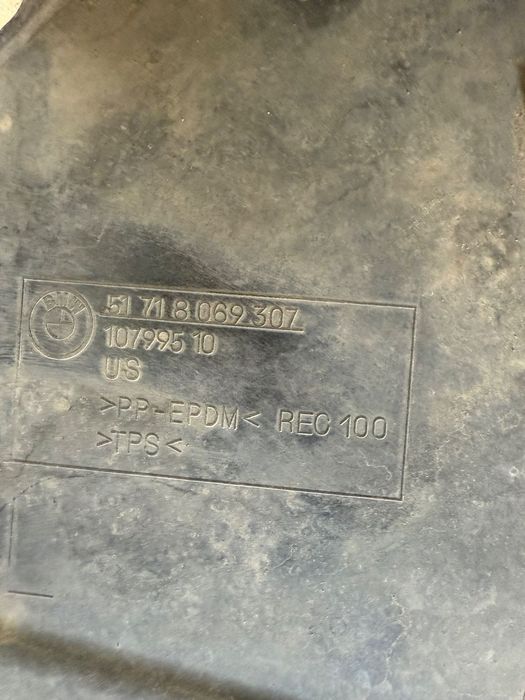 BMW
51 71 8 069 307
107995 10
US
>PP-EPDM< REC 100
>TPS<